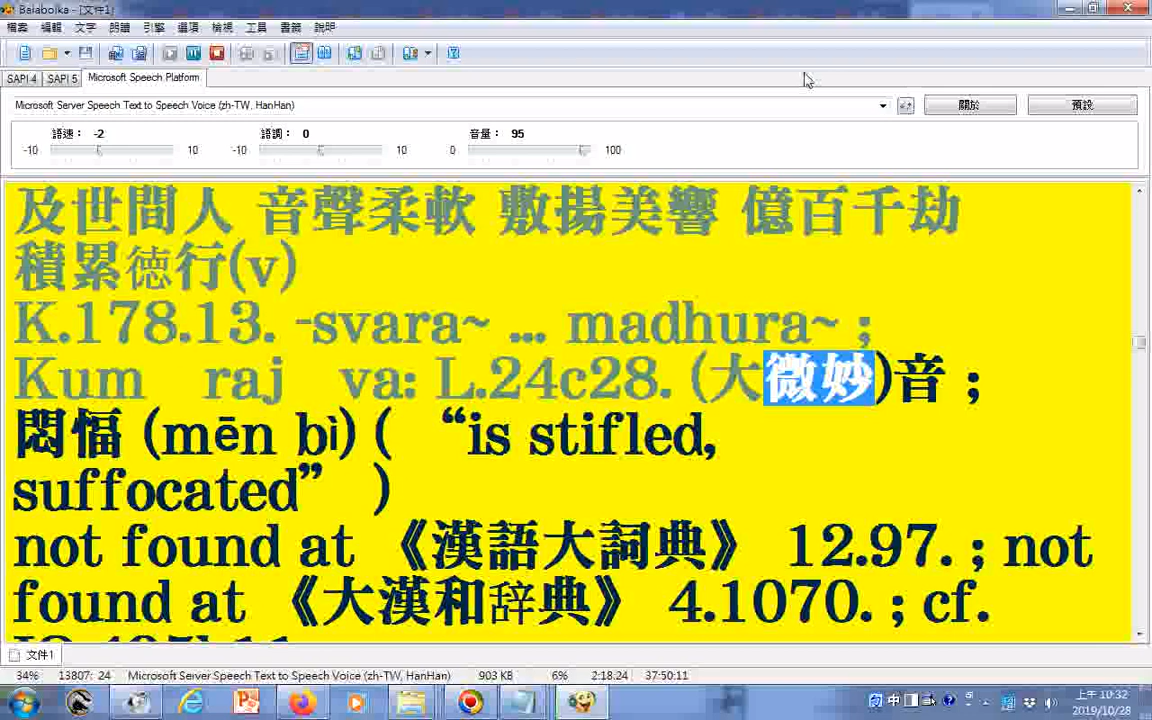 Balabolka - [文件1]
檔案 編輯 文字 朗讀 引擎 選項 檢視 工具 書籤 說明
SAPI 4 SAPI 5 Microsoft Speech Platform
Microsoft Server Speech Text to Speech Voice (zh-TW, HanHan) 關於 預設
語速： -2 語調： 0 音量： 95
-10 10 -10 10 0 100
及世間人 音聲柔軟 敷揚美響 億百千劫
積累徳行(v)
K.178.13. -svara~ ... madhura~ ;
Kum raj va: L.24c28. (大微妙)音 ;
悶愊 (mēn bì) ( “is stifled,
suffocated” )
not found at 《漢語大詞典》 12.97. ; not
found at 《大漢和辞典》 4.1070. ; cf.
文件1
34% 13807: 24 Microsoft Server Speech Text to Speech Voice (zh-TW, HanHan) 903 KB 6% 2:18:24 37:50:11
中 上午 10:32
2019/10/28